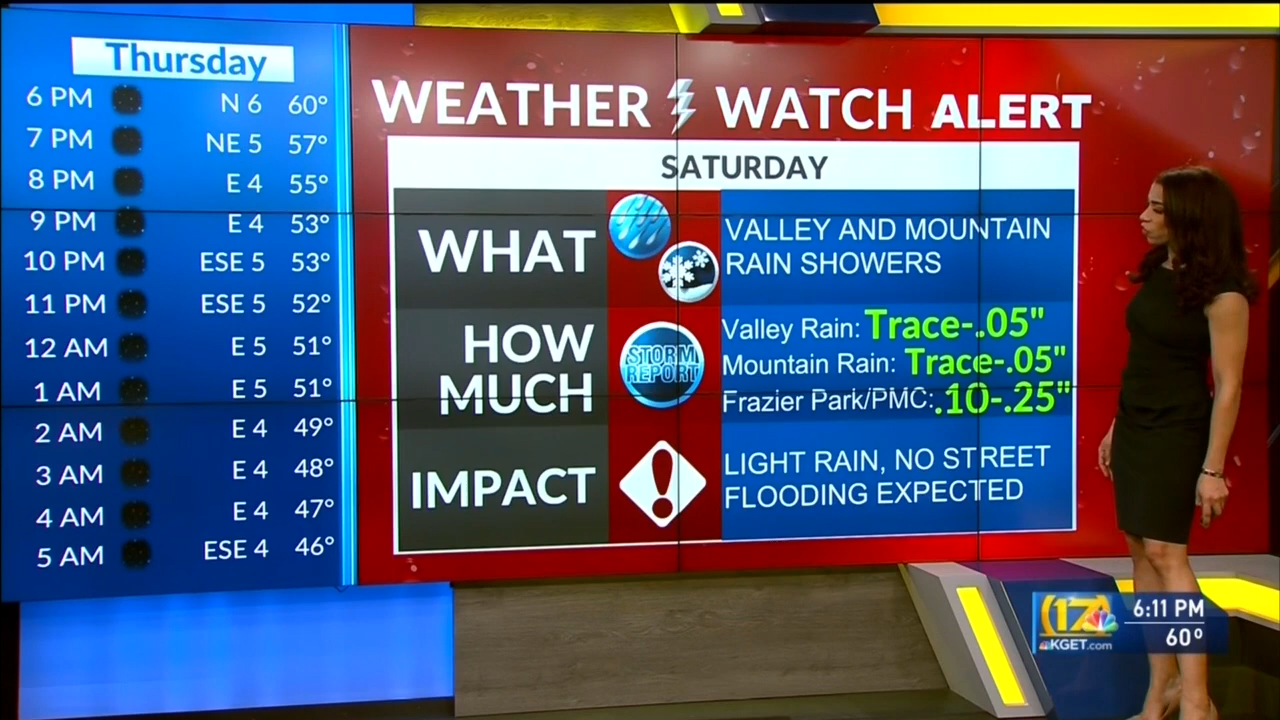 Thursday
6 PM N 6 60°
7 PM NE 5 57°
8 PM E 4 55°
9 PM E 4 53°
10 PM ESE 5 53°
11 PM ESE 5 52°
12 AM E 5 51°
1 AM E 5 51°
2 AM E 4 49°
3 AM E 4 48°
4 AM E 4 47°
5 AM ESE 4 46°
WEATHER WATCH ALERT
SATURDAY
WHAT
VALLEY AND MOUNTAIN
RAIN SHOWERS
HOW
MUCH
STORM
REPORT
Valley Rain: Trace-.05"
Mountain Rain: Trace-.05"
Frazier Park/PMC: .10-.25"
IMPACT
!
LIGHT RAIN, NO STREET
FLOODING EXPECTED
17
KGET.com
6:11 PM
60°